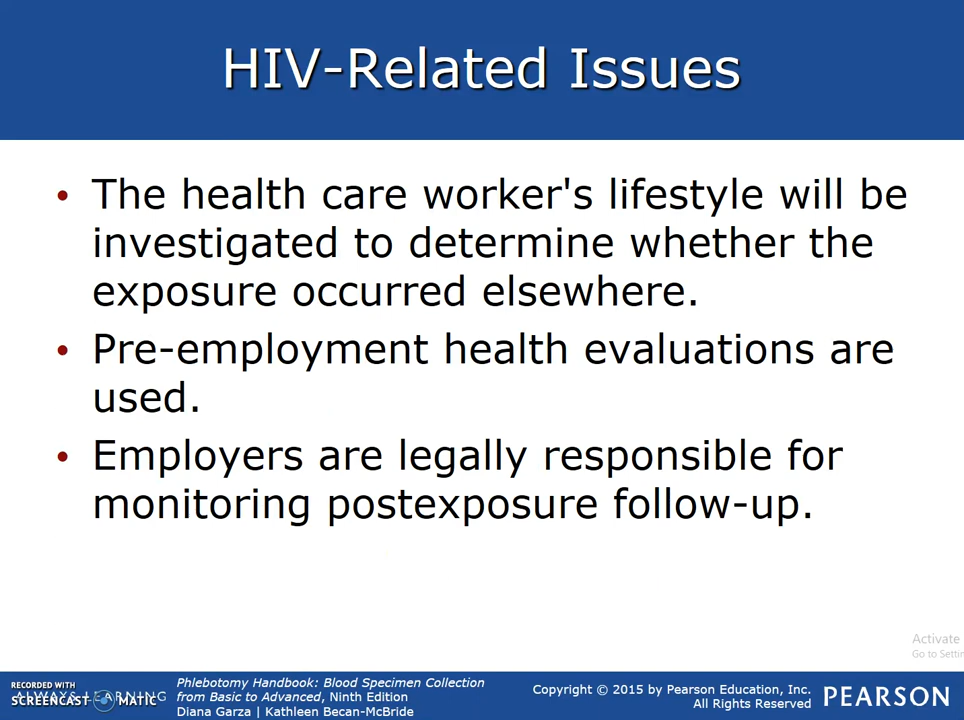 HIV-Related Issues
• The health care worker's lifestyle will be
investigated to determine whether the
exposure occurred elsewhere.
• Pre-employment health evaluations are
used.
• Employers are legally responsible for
monitoring postexposure follow-up.
Activate
Go to Settin
RECORDED WITH
SCREENCAST MATIC
ALWAYS LEARNING
Phlebotomy Handbook: Blood Specimen Collection
from Basic to Advanced, Ninth Edition
Diana Garza | Kathleen Becan-McBride
Copyright © 2015 by Pearson Education, Inc.
All Rights Reserved
PEARSON